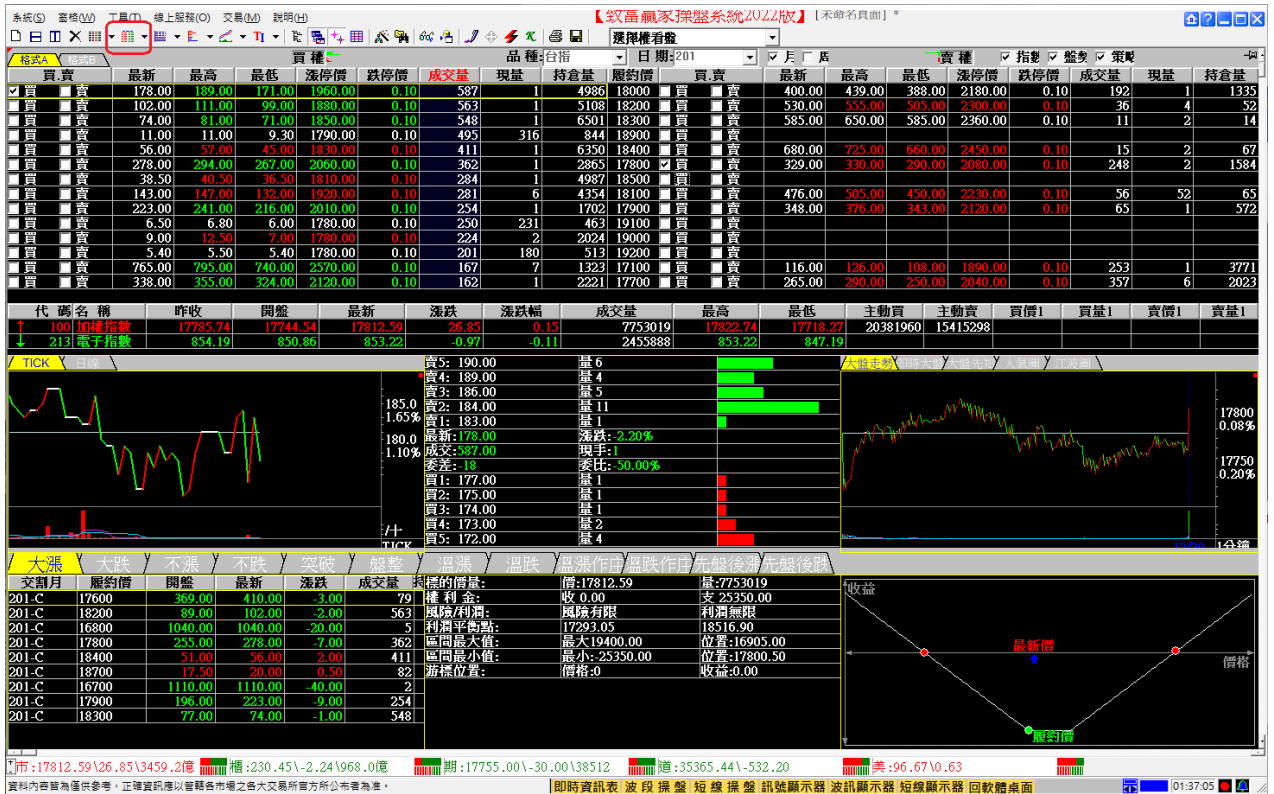 系統(S) 窗格(W) 工具(T) 線上服務(O) 交易(M) 說明(H) 【致富贏家操盤系統2022版】 [未命名頁面] *
選擇權看盤
格式A 格式B 買 權 品 種:台指 日 期:201 賣 權 指數 盤勢 策略
買.賣 最新 最高 最低 漲停價 跌停價 成交量 現量 持倉量 履約價 買.賣 最新 最高 最低 漲停價 跌停價 成交量 現量 持倉量
買 賣 178.00 189.00 171.00 1960.00 0.10 587 1 4986 18000 買 賣 400.00 439.00 388.00 2180.00 0.10 192 1 1335
買 賣 102.00 111.00 99.00 1880.00 0.10 563 1 5108 18200 買 賣 530.00 555.00 505.00 2300.00 0.10 36 4 52
買 賣 74.00 81.00 71.00 1850.00 0.10 548 1 6501 18300 買 賣 585.00 650.00 585.00 2360.00 0.10 11 2 14
買 賣 11.00 11.00 9.30 1790.00 0.10 495 316 844 18900 買 賣
買 賣 56.00 57.00 45.00 1830.00 0.10 411 1 6350 18400 買 賣 680.00 725.00 660.00 2450.00 0.10 15 2 67
買 賣 278.00 294.00 267.00 2060.00 0.10 362 1 2865 17800 買 賣 329.00 330.00 290.00 2080.00 0.10 248 2 1584
買 賣 38.50 40.50 36.50 1810.00 0.10 284 1 4987 18500 買 賣
買 賣 143.00 147.00 132.00 1920.00 0.10 281 6 4354 18100 買 賣 476.00 505.00 450.00 2230.00 0.10 56 52 65
買 賣 223.00 241.00 216.00 2010.00 0.10 254 1 1702 17900 買 賣 348.00 376.00 343.00 2120.00 0.10 65 1 572
買 賣 6.50 6.80 6.00 1780.00 0.10 250 231 463 19100 買 賣
買 賣 9.00 12.50 7.00 1780.00 0.10 224 2 2024 19000 買 賣
買 賣 5.40 5.50 5.40 1780.00 0.10 201 180 513 19200 買 賣
買 賣 765.00 795.00 740.00 2570.00 0.10 167 7 1323 17100 買 賣 116.00 126.00 108.00 1890.00 0.10 253 1 3771
買 賣 338.00 355.00 324.00 2120.00 0.10 162 1 2221 17700 買 賣 265.00 290.00 250.00 2040.00 0.10 357 6 2023
代 碼 名 稱 昨收 開盤 最新 漲跌 漲跌幅 成交量 最高 最低 主動買 主動賣 買價1 買量1 賣價1 賣量1
100 加權指數 17785.74 17744.54 17812.59 26.85 0.15 7753019 17822.74 17718.27 20381960 15415298
213 電子指數 854.19 850.86 853.22 -0.97 -0.11 2455888 853.22 847.19
TICK 日線
185.0
1.65%
180.0
1.10%
TICK
賣5: 190.00 量6
賣4: 189.00 量4
賣3: 186.00 量5
賣2: 184.00 量11
賣1: 183.00 量1
最新:178.00 漲跌:-2.20%
成交:587.00 現手:1
委差:-18 委比:-50.00%
買1: 177.00 量1
買2: 175.00 量1
買3: 174.00 量1
買4: 173.00 量2
買5: 172.00 量4
大盤走勢 即時大盤 大盤先知 人氣圖 江波圖
17800
0.08%
17750
0.20%
1分鐘
大漲 大跌 不漲 不跌 突破 盤整 溫漲 溫跌 溫漲作庄 溫跌作庄 先盤後漲 先盤後跌
交割月 履約價 開盤 最新 漲跌 成交量
201-C 17600 369.00 410.00 -3.00 79
201-C 18200 89.00 102.00 -2.00 563
201-C 16800 1040.00 1040.00 -20.00 5
201-C 17800 255.00 278.00 -7.00 362
201-C 18400 51.00 56.00 2.00 411
201-C 18700 17.50 20.00 0.50 82
201-C 16700 1110.00 1110.00 -40.00 2
201-C 17900 196.00 223.00 -9.00 254
201-C 18300 77.00 74.00 -1.00 548
標的價量: 價:17812.59 量:7753019
權 利 金: 收 0.00 支 25350.00
風險/利潤: 風險有限 利潤無限
利潤平衡點: 17293.05 18516.90
區間最大值: 最大19400.00 位置:16905.00
區間最小值: 最小:-25350.00 位置:17800.50
游標位置: 價格:0 收益:0.00
收益
最新價
價格
履約價
市:17812.59\26.85\3459.2億 櫃:230.45\-2.24\968.0億 期:17755.00\-30.00\38512 道:35365.44\-532.20 美:96.67\0.63
資料內容皆為僅供參考，正確資訊應以管轄各市場之各大交易所官方所公布者為准。 即時資訊表 波段操盤 短線操盤 訊號顯示器 波訊顯示器 短線顯示器 回軟體桌面 01:37:05